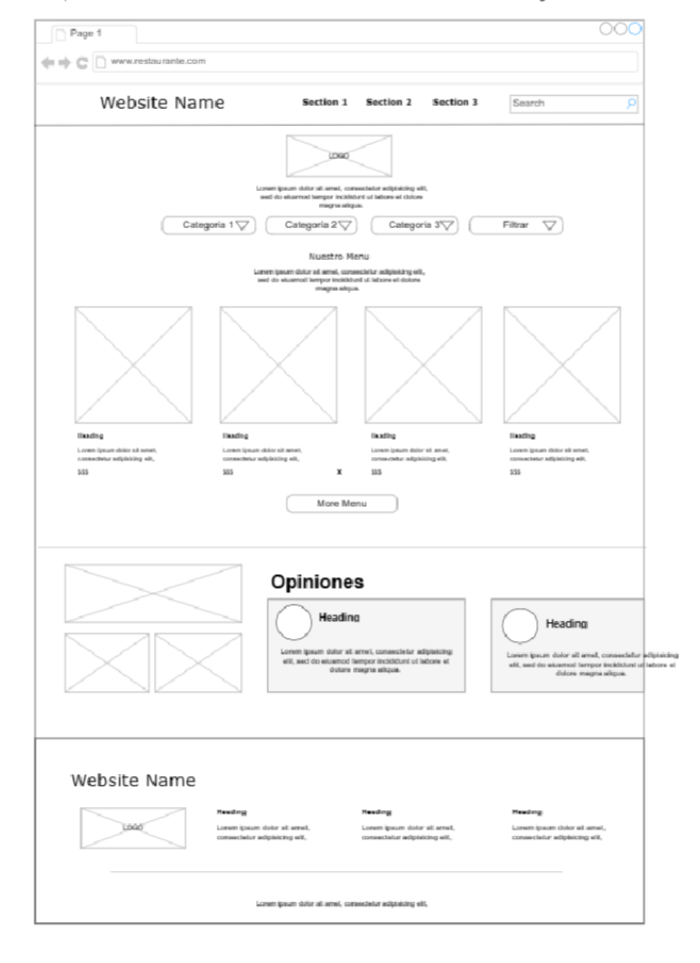 Page 1
www.restaurante.com
Website Name
Section 1
Section 2
Section 3
Search
LOGO
Lorem ipsum dolor sit amet, consectetur adipisicing elit,
sed do eiusmod tempor incididunt ut labore et dolore
magna aliqua.
Categoria 1
Categoria 2
Categoria 3
Filtrar
Nuestro Menu
Lorem ipsum dolor sit amet, consectetur adipisicing elit,
sed do eiusmod tempor incididunt ut labore et dolore
magna aliqua.
Heading
Lorem ipsum dolor sit amet,
consectetur adipisicing elit,
$$$
Heading
Lorem ipsum dolor sit amet,
consectetur adipisicing elit,
$$$
X
Heading
Lorem ipsum dolor sit amet,
consectetur adipisicing elit,
$$$
Heading
Lorem ipsum dolor sit amet,
consectetur adipisicing elit,
$$$
More Menu
Opiniones
Heading
Lorem ipsum dolor sit amet, consectetur adipisicing
elit, sed do eiusmod tempor incididunt ut labore et
dolore magna aliqua.
Heading
Lorem ipsum dolor sit amet, consectetur adipisicing
elit, sed do eiusmod tempor incididunt ut labore et
dolore magna aliqua.
Website Name
LOGO
Heading
Lorem ipsum dolor sit amet,
consectetur adipisicing elit,
Heading
Lorem ipsum dolor sit amet,
consectetur adipisicing elit,
Heading
Lorem ipsum dolor sit amet,
consectetur adipisicing elit,
Lorem ipsum dolor sit amet, consectetur adipisicing elit,